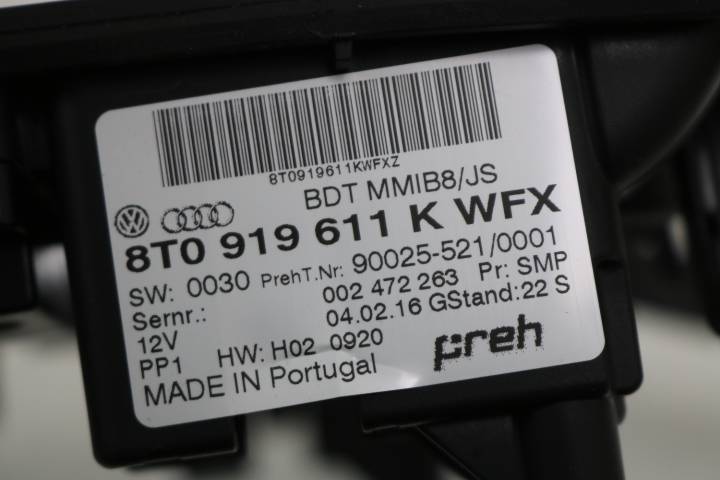 8T0919611KWFXZ
BDT MMIB8/JS
8T0 919 611 K WFX
SW: 0030 PrehT.Nr: 90025-521/0001
Sernr.: 002 472 263 Pr: SMP
12V 04.02.16 GStand:22 S
PP1 HW: H02 0920 preh
MADE IN Portugal